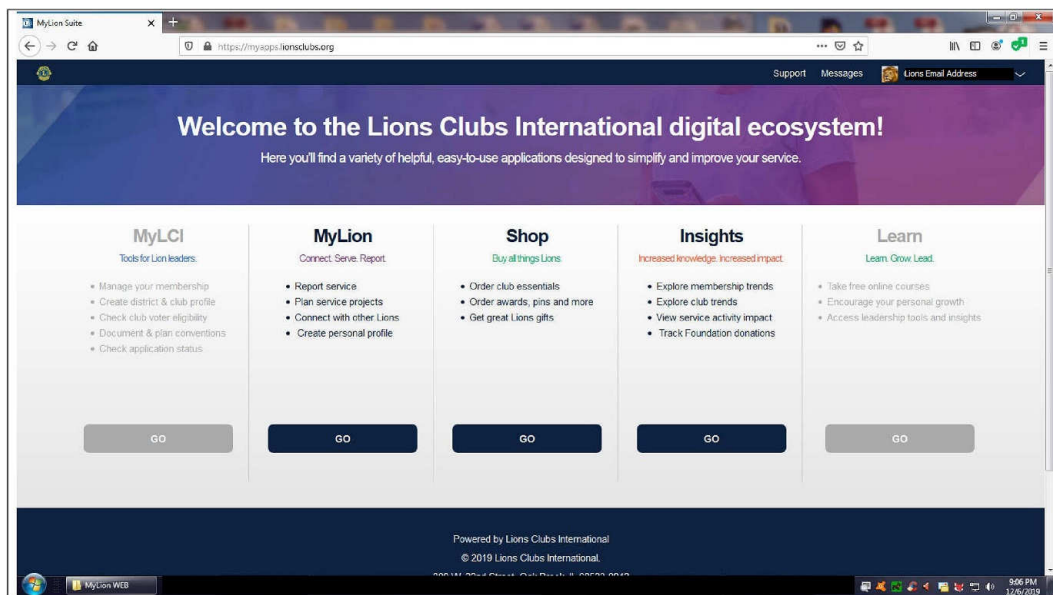 MyLion Suite
https://myapps.lionsclubs.org
Support Messages Lions Email Address
Welcome to the Lions Clubs International digital ecosystem!
Here you'll find a variety of helpful, easy-to-use applications designed to simplify and improve your service.
MyLCI
Tools for Lion leaders.
• Manage your membership
• Create district & club profile
• Check club voter eligibility
• Document & plan conventions
• Check application status
GO
MyLion
Connect. Serve. Report.
• Report service
• Plan service projects
• Connect with other Lions
• Create personal profile
GO
Shop
Buy all things Lions.
• Order club essentials
• Order awards, pins and more
• Get great Lions gifts
GO
Insights
Increased knowledge. Increased impact.
• Explore membership trends
• Explore club trends
• View service activity impact
• Track Foundation donations
GO
Learn
Learn. Grow. Lead.
• Take free online courses
• Encourage your personal growth
• Access leadership tools and insights
GO
Powered by Lions Clubs International
© 2019 Lions Clubs International.
MyLion WEB
9:06 PM
12/6/2019